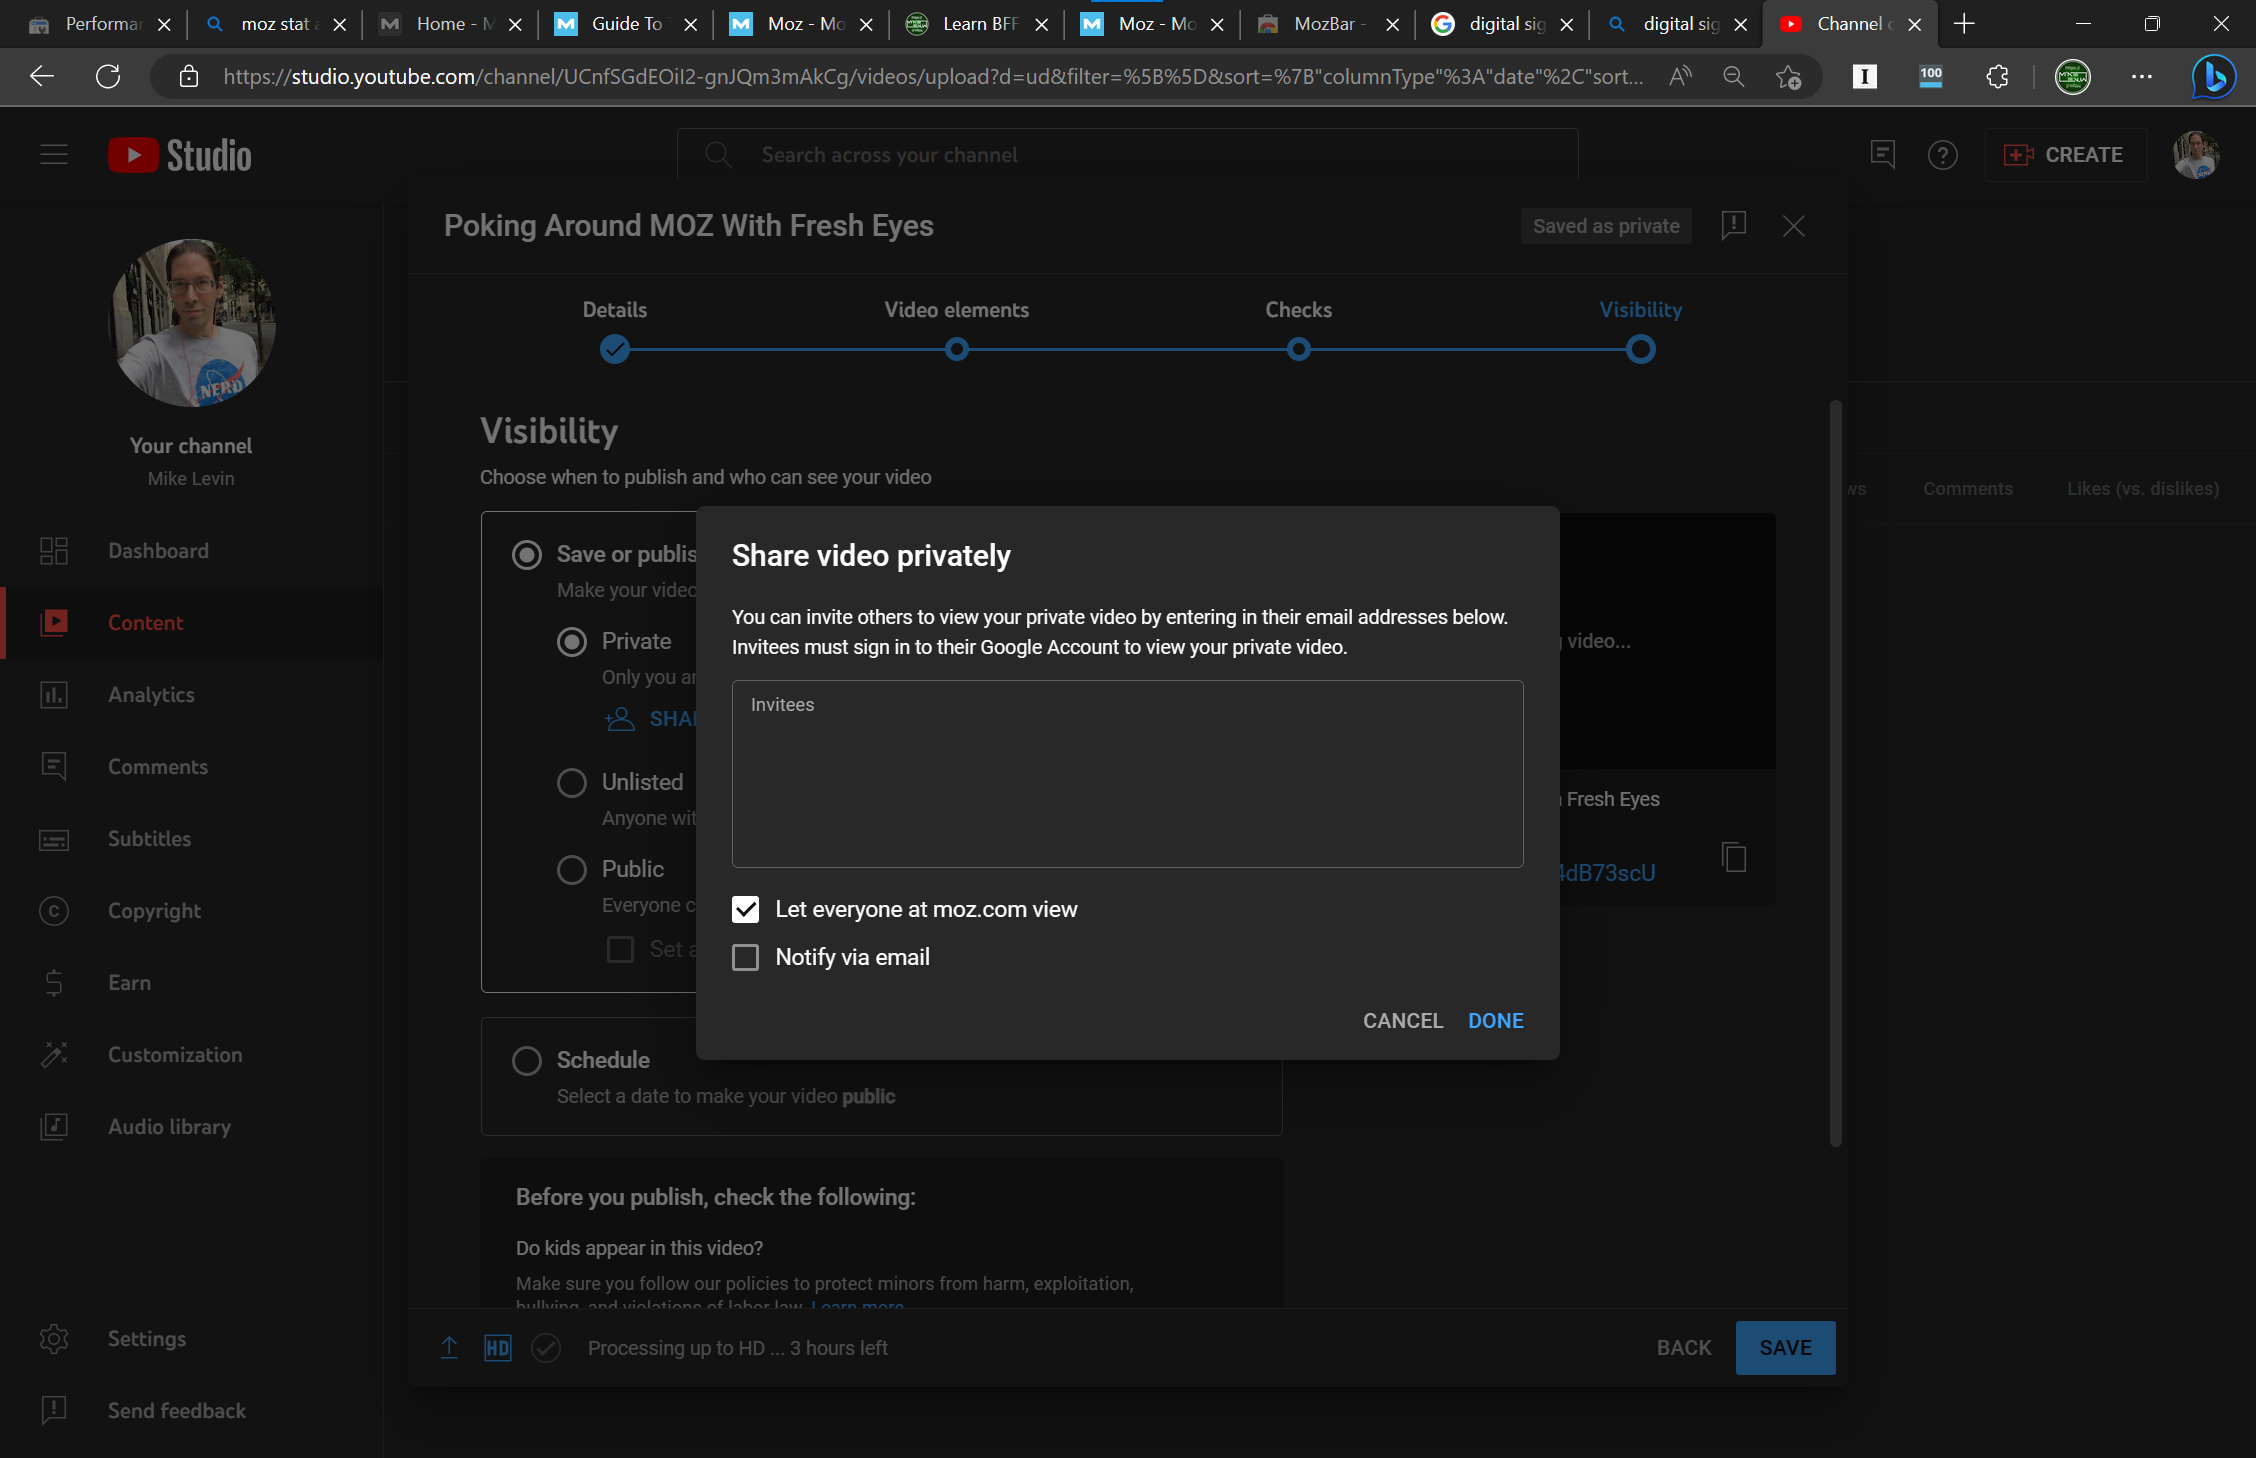 Performa
moz stat a
Home - M
Guide To
Moz - Mo
Learn BFF
Moz - Mo
MozBar -
digital sig
digital sig
Channel c
https://studio.youtube.com/channel/UCnfSGdEOiI2-gnJQm3mAkCg/videos/upload?d=ud&filter=%5B%5D&sort=%7B"columnType"%3A"date"%2C"sort...
100
Studio
Search across your channel
CREATE
Poking Around MOZ With Fresh Eyes
Saved as private
Details
Video elements
Checks
Visibility
NERD
Your channel
Mike Levin
Dashboard
Content
Analytics
Comments
Subtitles
Copyright
Earn
Customization
Audio library
Settings
Send feedback
Visibility
Choose when to publish and who can see your video
ws
Comments
Likes (vs. dislikes)
Save or publis
Make your video
Private
Only you an
SHA
Unlisted
Anyone wit
Public
Everyone c
Set a
Share video privately
You can invite others to view your private video by entering in their email addresses below.
Invitees must sign in to their Google Account to view your private video.
Invitees
Let everyone at moz.com view
Notify via email
CANCEL
DONE
video...
Fresh Eyes
4dB73scU
Schedule
Select a date to make your video public
Before you publish, check the following:
Do kids appear in this video?
Make sure you follow our policies to protect minors from harm, exploitation,
bullying, and violations of labor law. Learn more
HD
Processing up to HD ... 3 hours left
BACK
SAVE